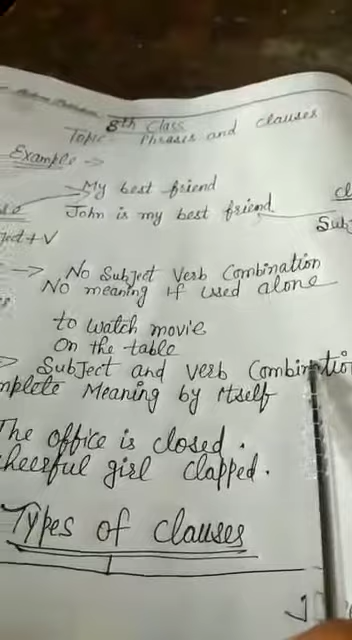 8th Class
Topic Phrases and clauses
Example →
My best friend
John is my best friend
ject + V
→ No Subject Verb Combination
No meaning if used alone
to watch movie
on the table
Subject and verb Combination
mplete Meaning by itself
The office is closed.
cheerful girl clapped.
Types of clauses